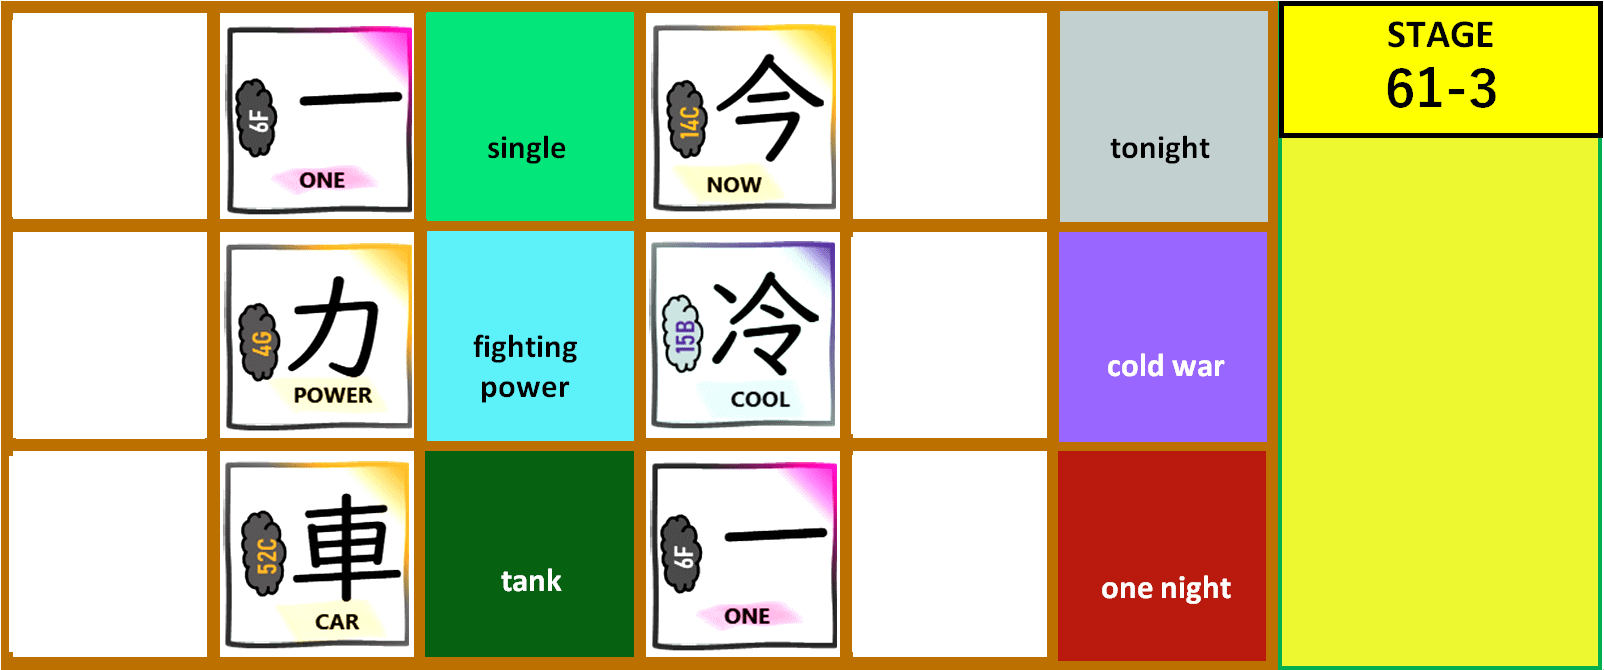 6F
一
ONE
single
14C
今
NOW
tonight
STAGE
61-3
4G
力
POWER
fighting
power
15B
冷
COOL
cold war
52C
車
CAR
tank
6F
一
ONE
one night